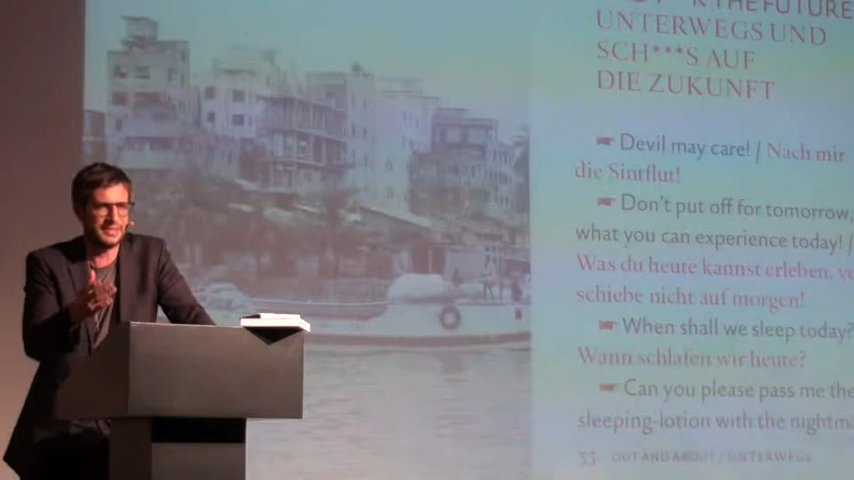 K THE FUTURE
UNTERWEGS UND
SCH***S AUF
DIE ZUKUNFT
☛ Devil may care! / Nach mir
die Sintflut!
☛ Don't put off for tomorrow,
what you can experience today! /
Was du heute kannst erleben,
schiebe nicht auf morgen!
☛ When shall we sleep today?
Wann schlafen wir heute?
☛ Can you please pass me the
sleeping-lotion with the
53 OUT AND ABOUT / UNTERWEGS